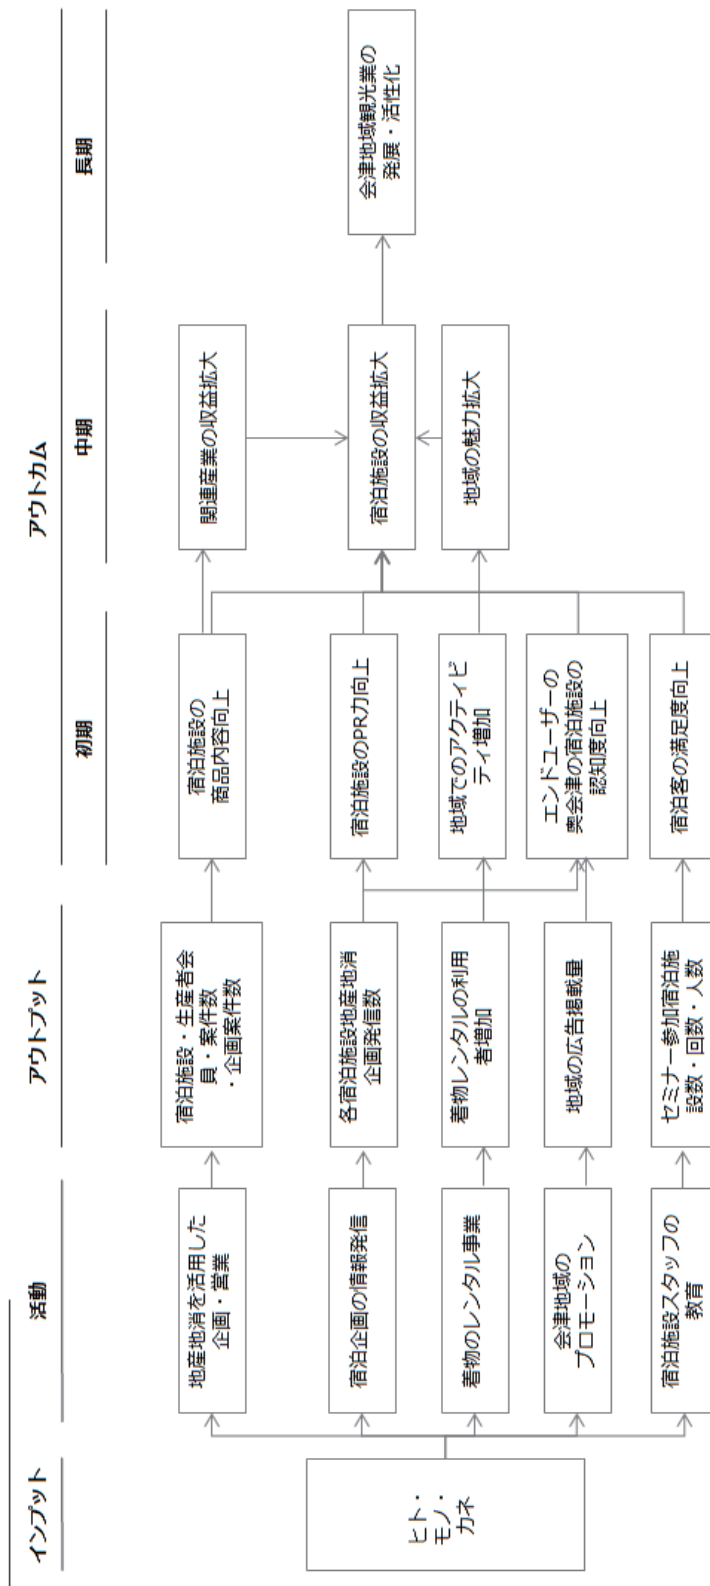 インプット
活動
アウトプット
アウトカム
初期
中期
長期
ヒト・
モノ・
カネ
地産地消を活用した
企画・営業
宿泊企画の情報発信
着物のレンタル事業
会津地域の
プロモーション
宿泊施設スタッフの
教育
宿泊施設・生産者会
員・案件数
・企画案件数
各宿泊施設地産地消
企画発信数
着物レンタルの利用
者増加
地域の広告掲載量
セミナー参加宿泊施
設数・回数・人数
宿泊施設の
商品内容向上
宿泊施設のPR力向上
地域でのアクティビ
ティ増加
エンドユーザーの
奥会津の宿泊施設の
認知度向上
宿泊客の満足度向上
関連産業の収益拡大
宿泊施設の収益拡大
地域の魅力拡大
会津地域観光業の
発展・活性化